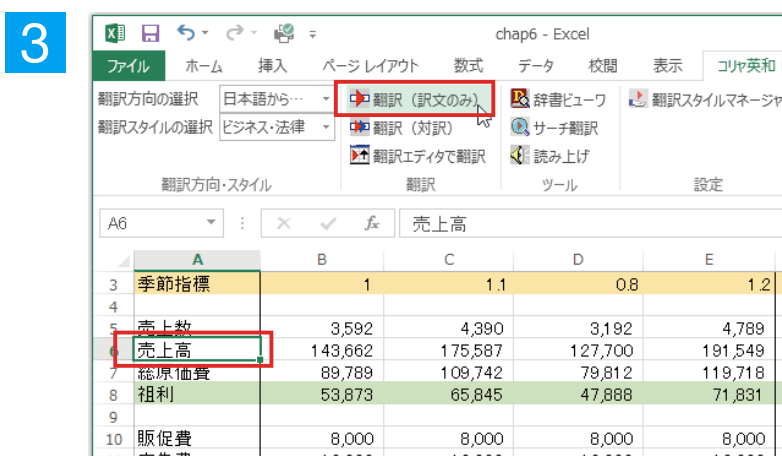 3
chap6 - Excel
ファイル ホーム 挿入 ページ レイアウト 数式 データ 校閲 表示 コリャ英和
翻訳方向の選択 日本語から… 翻訳（訳文のみ） 辞書ビューワ 翻訳スタイルマネージャ
翻訳スタイルの選択 ビジネス・法律 翻訳（対訳） サーチ翻訳
翻訳エディタで翻訳 読み上げ
翻訳方向・スタイル 翻訳 ツール 設定
A6 fx 売上高
A B C D E
3 季節指標 1 1.1 0.8 1.2
4
5 売上数 3,592 4,390 3,192 4,789
6 売上高 143,662 175,587 127,700 191,549
7 総原価費 89,789 109,742 79,812 119,718
8 祖利 53,873 65,845 47,888 71,831
9
10 販促費 8,000 8,000 8,000 8,000